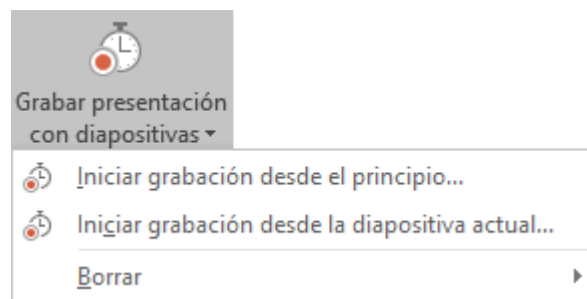 Grabar presentación
con diapositivas
Iniciar grabación desde el principio...
Iniciar grabación desde la diapositiva actual...
Borrar